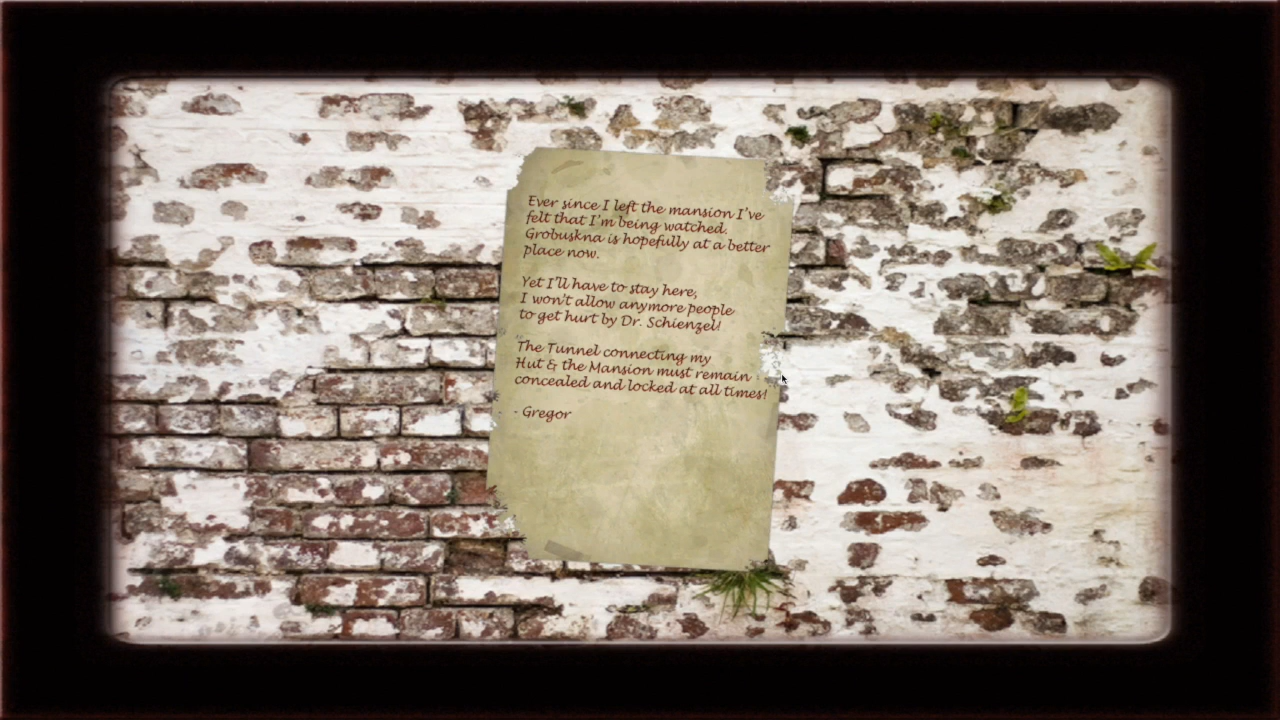 Ever since I left the mansion I've
felt that I'm being watched.
Grobuskna is hopefully at a better
place now.
Yet I'll have to stay here,
I won't allow anymore people
to get hurt by Dr. Schienzel!
The Tunnel connecting my
Hut & the Mansion must remain
concealed and locked at all times!
- Gregor